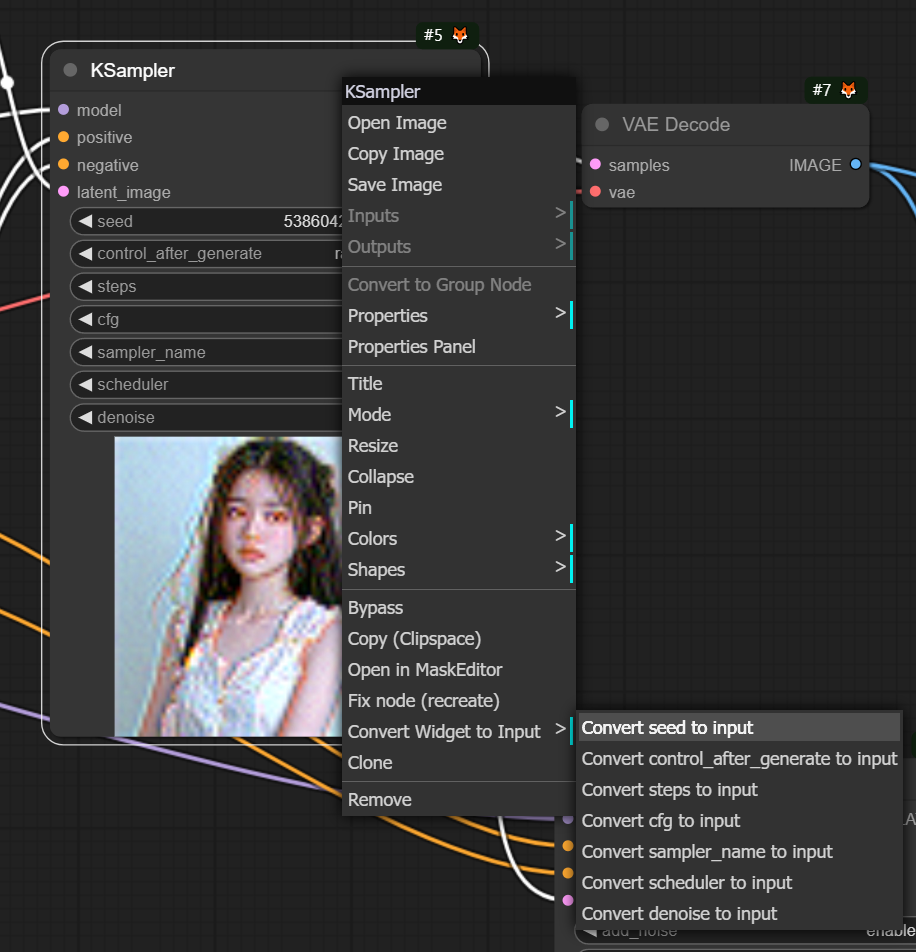 #5
KSampler
model
positive
negative
latent_image
seed
control_after_generate
steps
cfg
sampler_name
scheduler
denoise
KSampler
Open Image
Copy Image
Save Image
Inputs >
Outputs >
Convert to Group Node
Properties >
Properties Panel
Title
Mode >
Resize
Collapse
Pin
Colors >
Shapes >
Bypass
Copy (Clipspace)
Open in MaskEditor
Fix node (recreate)
Convert Widget to Input >
Clone
Remove
#7
VAE Decode
samples IMAGE
vae
Convert seed to input
Convert control_after_generate to input
Convert steps to input
Convert cfg to input
Convert sampler_name to input
Convert scheduler to input
Convert denoise to input
add_noise enable